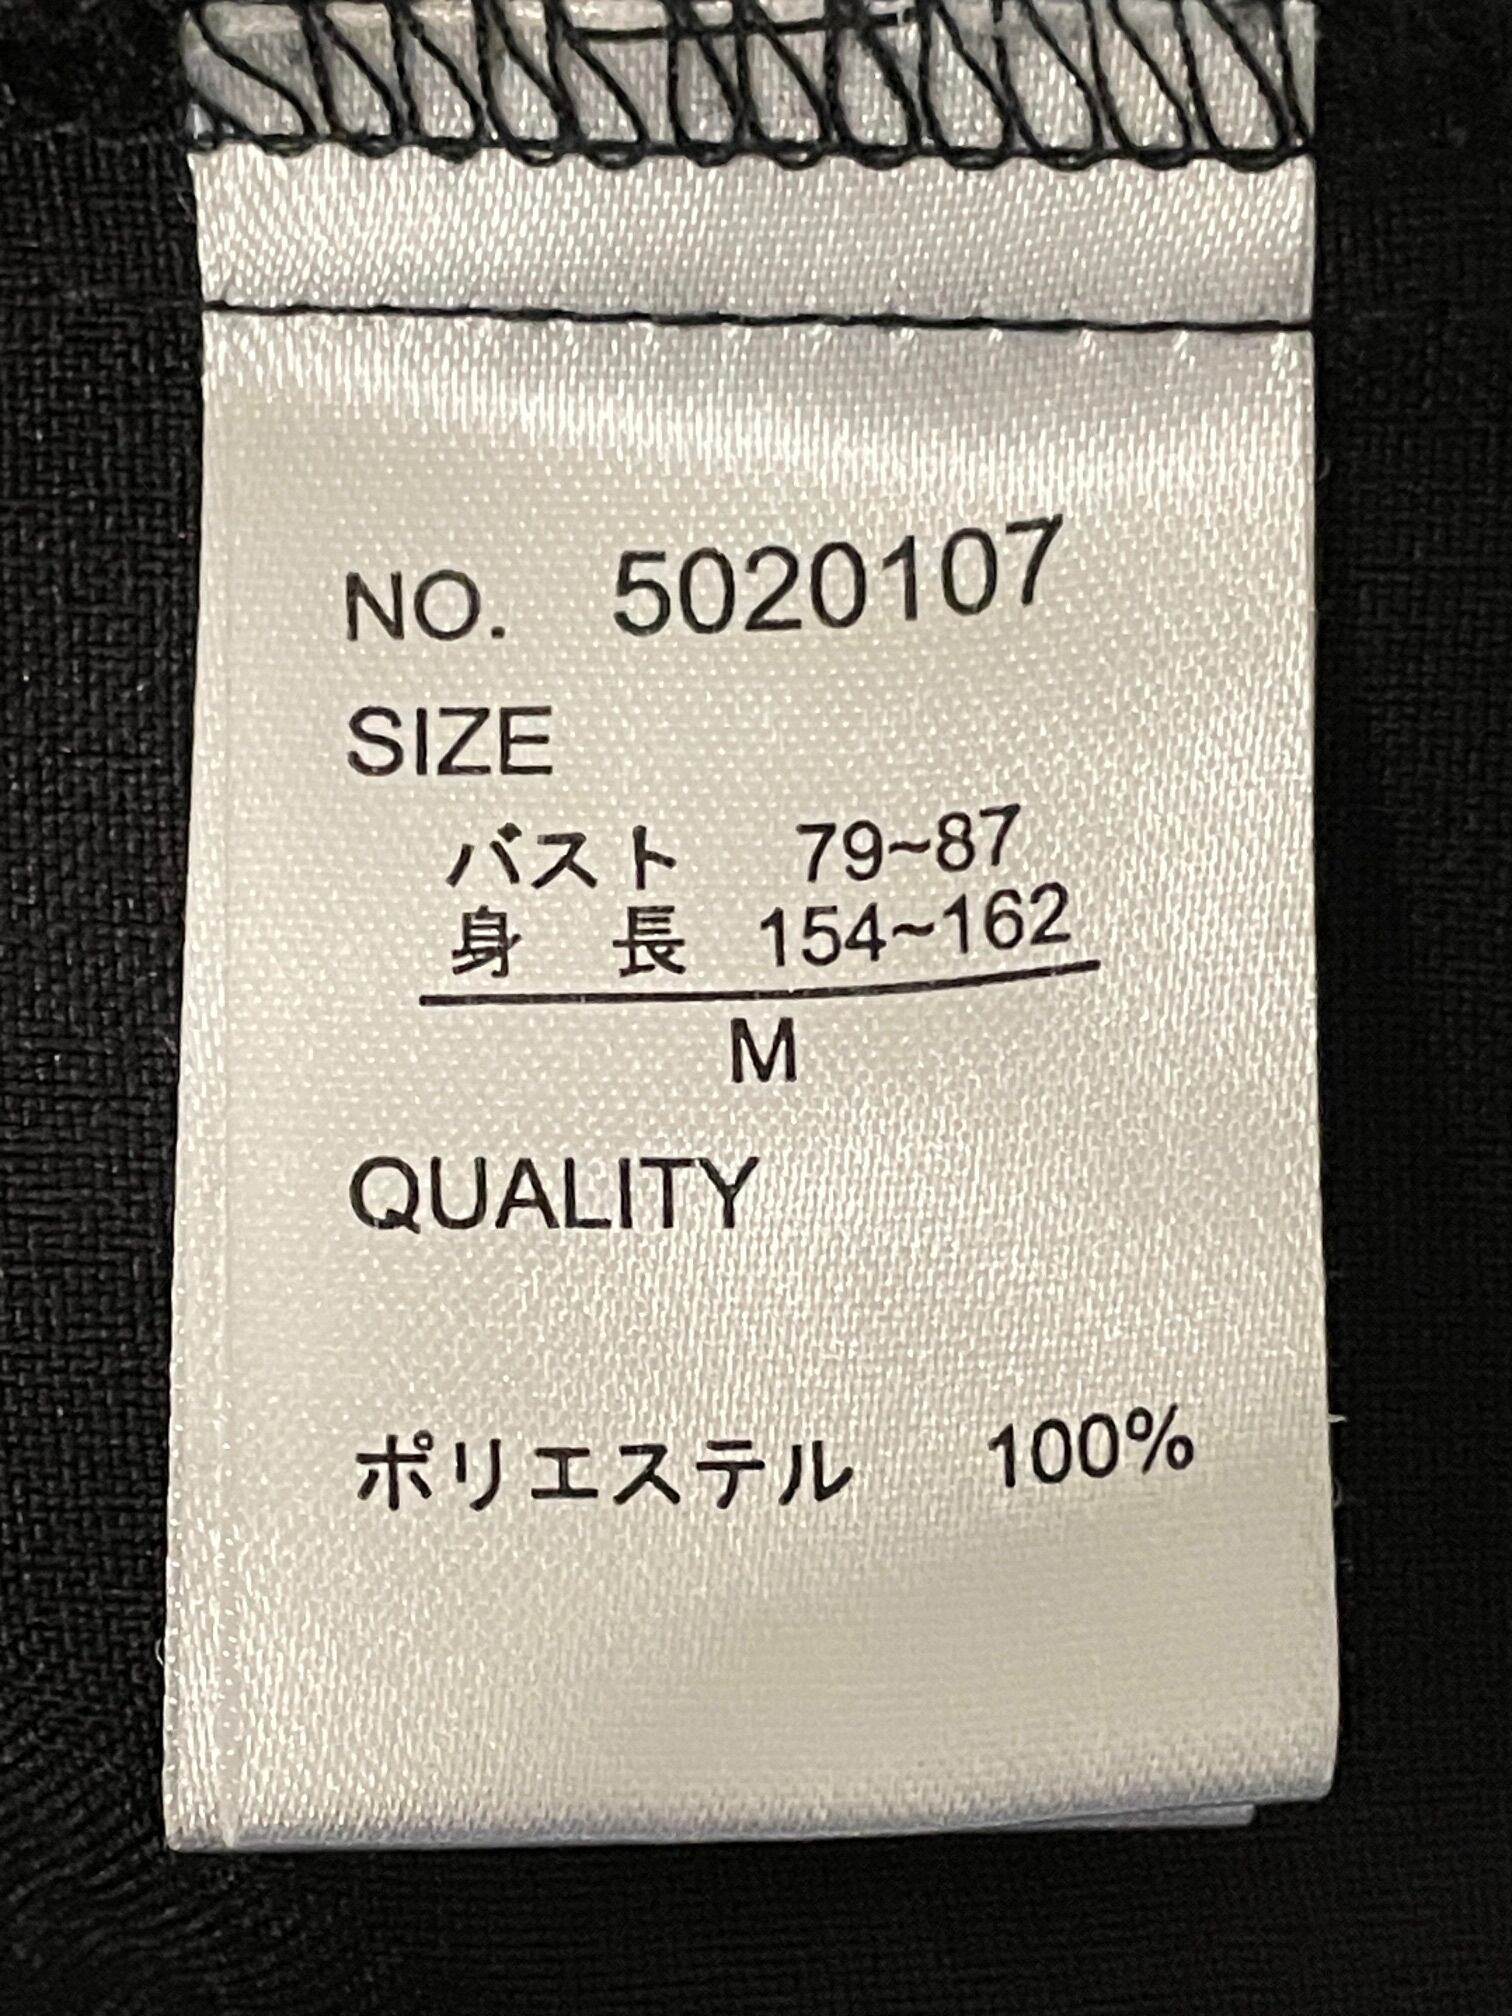 NO. 5020107
SIZE
バスト 79~87
身 長 154~162
M
QUALITY
ポリエステル 100%